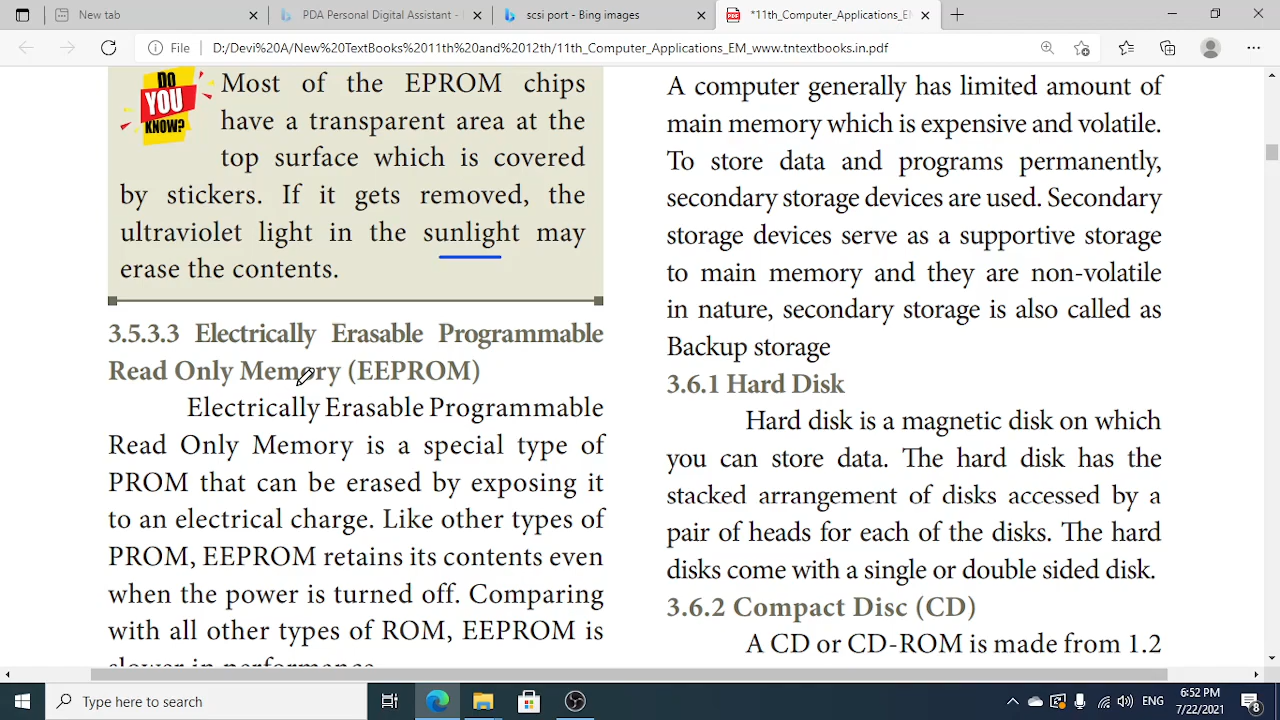 New tab
PDA Personal Digital Assistant -
scsi port - Bing images
*11th_Computer_Applications_EN
File
D:/Devi%20A/New%20TextBooks%2011th%20and%2012th/11th_Computer_Applications_EM_www.tntextbooks.in.pdf
DO
YOU
KNOW?
Most of the EPROM chips
have a transparent area at the
top surface which is covered
by stickers. If it gets removed, the
ultraviolet light in the sunlight may
erase the contents.
3.5.3.3 Electrically Erasable Programmable
Read Only Memory (EEPROM)
Electrically Erasable Programmable
Read Only Memory is a special type of
PROM that can be erased by exposing it
to an electrical charge. Like other types of
PROM, EEPROM retains its contents even
when the power is turned off. Comparing
with all other types of ROM, EEPROM is
slower in performance.
A computer generally has limited amount of
main memory which is expensive and volatile.
To store data and programs permanently,
secondary storage devices are used. Secondary
storage devices serve as a supportive storage
to main memory and they are non-volatile
in nature, secondary storage is also called as
Backup storage
3.6.1 Hard Disk
Hard disk is a magnetic disk on which
you can store data. The hard disk has the
stacked arrangement of disks accessed by a
pair of heads for each of the disks. The hard
disks come with a single or double sided disk.
3.6.2 Compact Disc (CD)
A CD or CD-ROM is made from 1.2
Type here to search
ENG
6:52 PM
7/22/2021
8